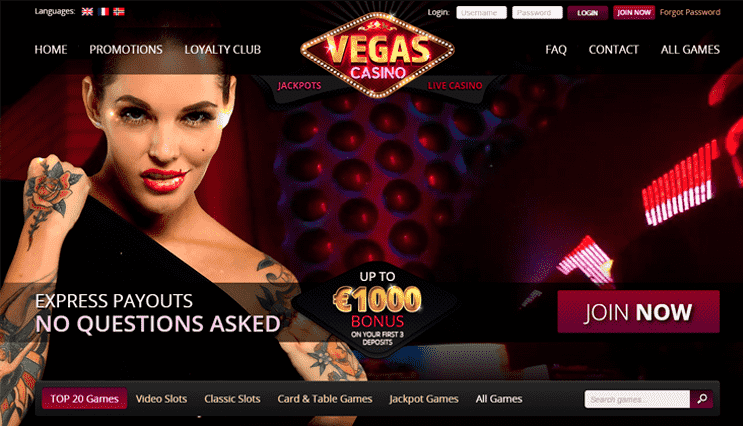 Languages:
Login: Username Password LOGIN JOIN NOW Forgot Password
HOME PROMOTIONS LOYALTY CLUB
VEGAS
CASINO
FAQ CONTACT ALL GAMES
JACKPOTS LIVE CASINO
EXPRESS PAYOUTS
NO QUESTIONS ASKED
UP TO
€1000
BONUS
ON YOUR FIRST 3
DEPOSITS
JOIN NOW
TOP 20 Games Video Slots Classic Slots Card & Table Games Jackpot Games All Games Search games...